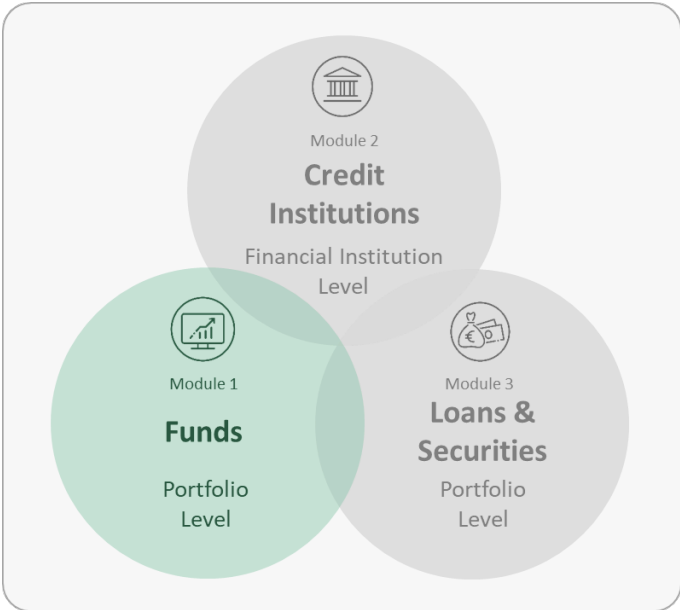 Module 2
Credit
Institutions
Financial Institution
Level
Module 1
Funds
Portfolio
Level
€
Module 3
Loans &
Securities
Portfolio
Level